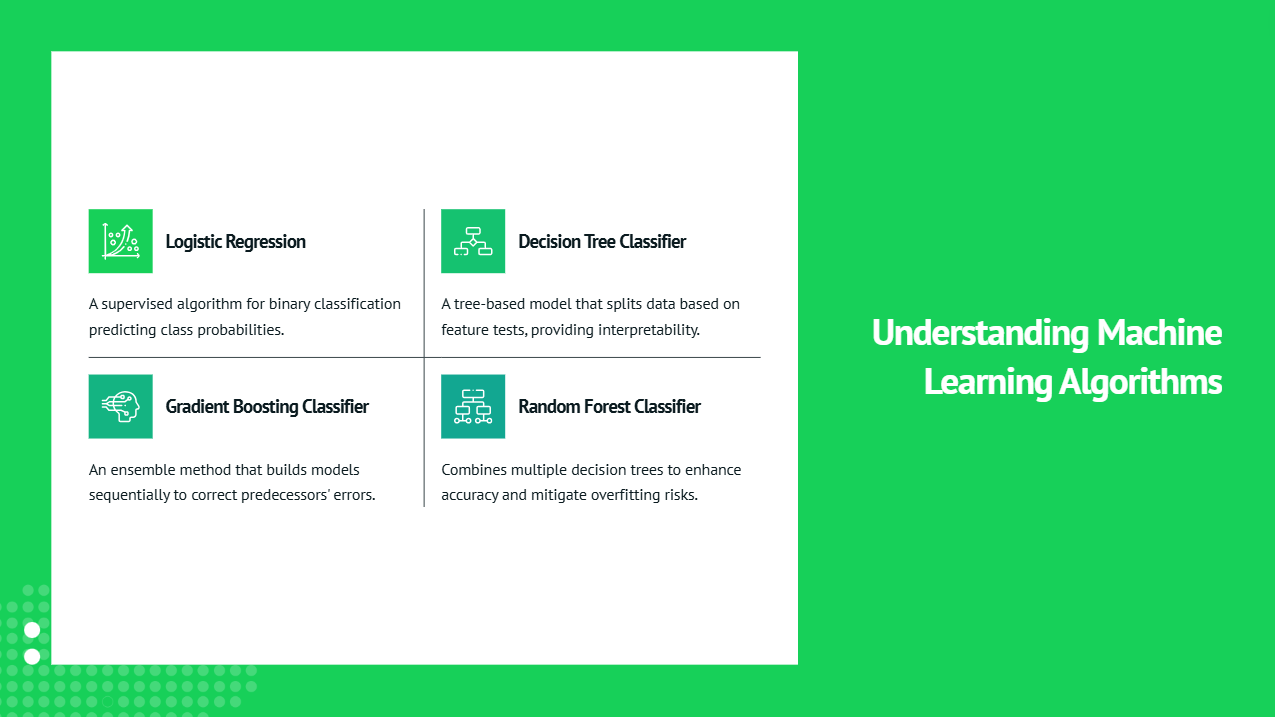 Logistic Regression
A supervised algorithm for binary classification
predicting class probabilities.
Decision Tree Classifier
A tree-based model that splits data based on
feature tests, providing interpretability.
Gradient Boosting Classifier
An ensemble method that builds models
sequentially to correct predecessors' errors.
Random Forest Classifier
Combines multiple decision trees to enhance
accuracy and mitigate overfitting risks.
Understanding Machine
Learning Algorithms